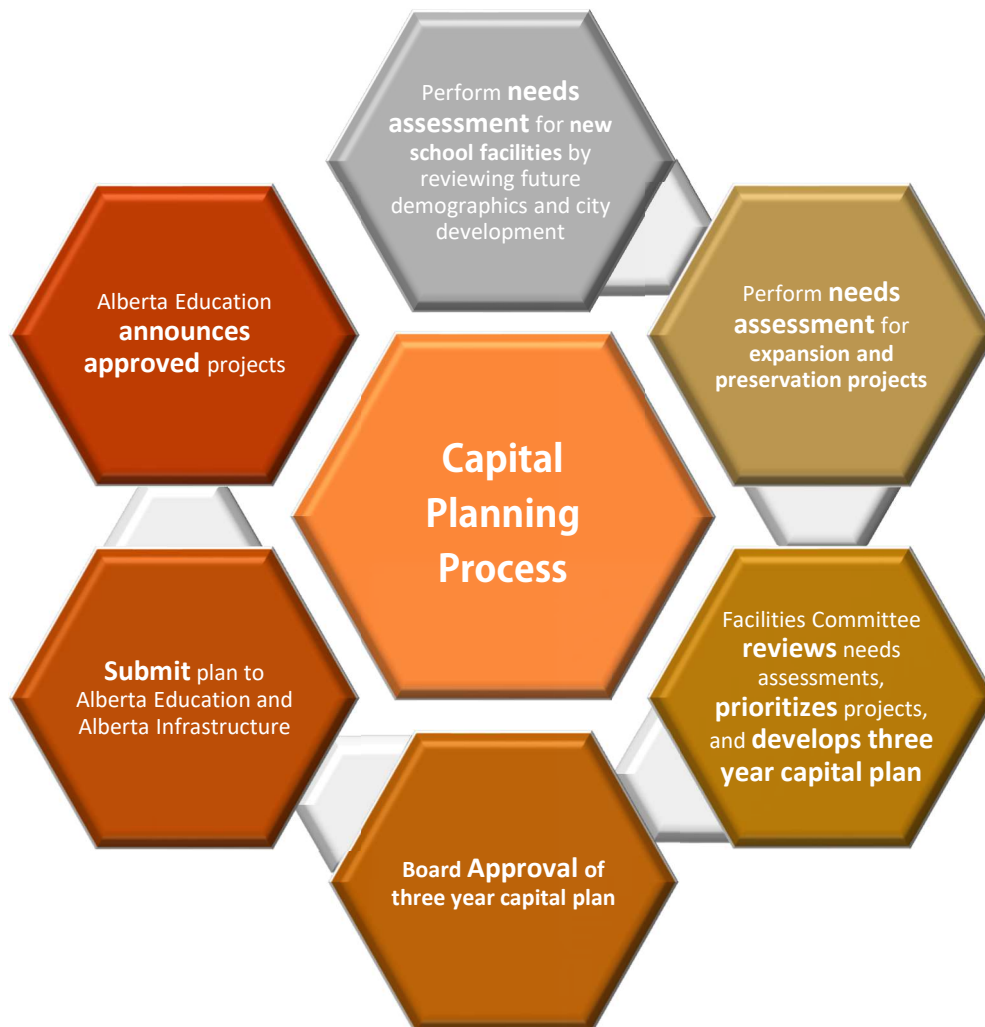 Perform needs
assessment for new
school facilities by
reviewing future
demographics and city
development
Perform needs
assessment for
expansion and
preservation projects
Facilities Committee
reviews needs
assessments,
prioritizes projects,
and develops three
year capital plan
Board Approval of
three year capital plan
Submit plan to
Alberta Education and
Alberta Infrastructure
Alberta Education
announces
approved projects
Capital
Planning
Process